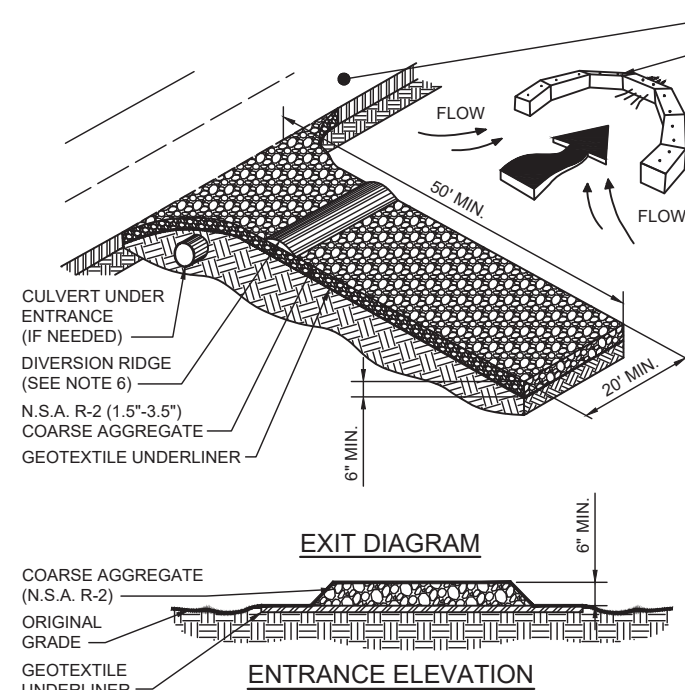 FLOW
50' MIN.
FLOW
CULVERT UNDER
ENTRANCE
(IF NEEDED)
DIVERSION RIDGE
(SEE NOTE 6)
N.S.A. R-2 (1.5"-3.5")
COARSE AGGREGATE
GEOTEXTILE UNDERLINER
20' MIN.
6" MIN.
EXIT DIAGRAM
6" MIN.
COARSE AGGREGATE
(N.S.A. R-2)
ORIGINAL
GRADE
GEOTEXTILE
UNDERLINER
ENTRANCE ELEVATION